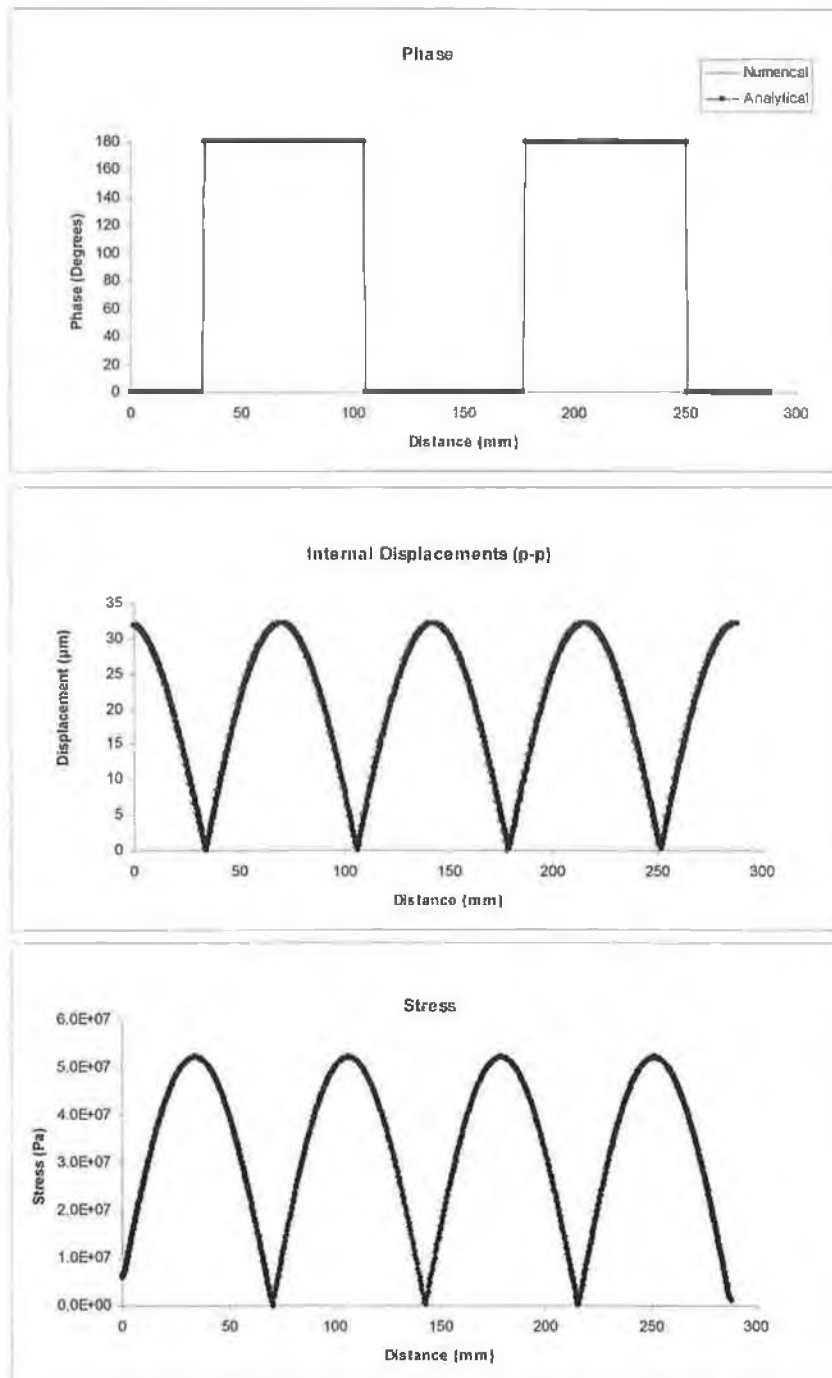 Phase
Numerical
Analytical
180
160
140
120
100
80
60
40
20
0
Phase (Degrees)
0 50 100 150 200 250 300
Distance (mm)
Internal Displacements (p-p)
35
30
25
20
15
10
5
0
Displacement (µm)
0 50 100 150 200 250 300
Distance (mm)
Stress
6.0E+07
5.0E+07
4.0E+07
3.0E+07
2.0E+07
1.0E+07
0.0E+00
Stress (Pa)
0 50 100 150 200 250 300
Distance (mm)